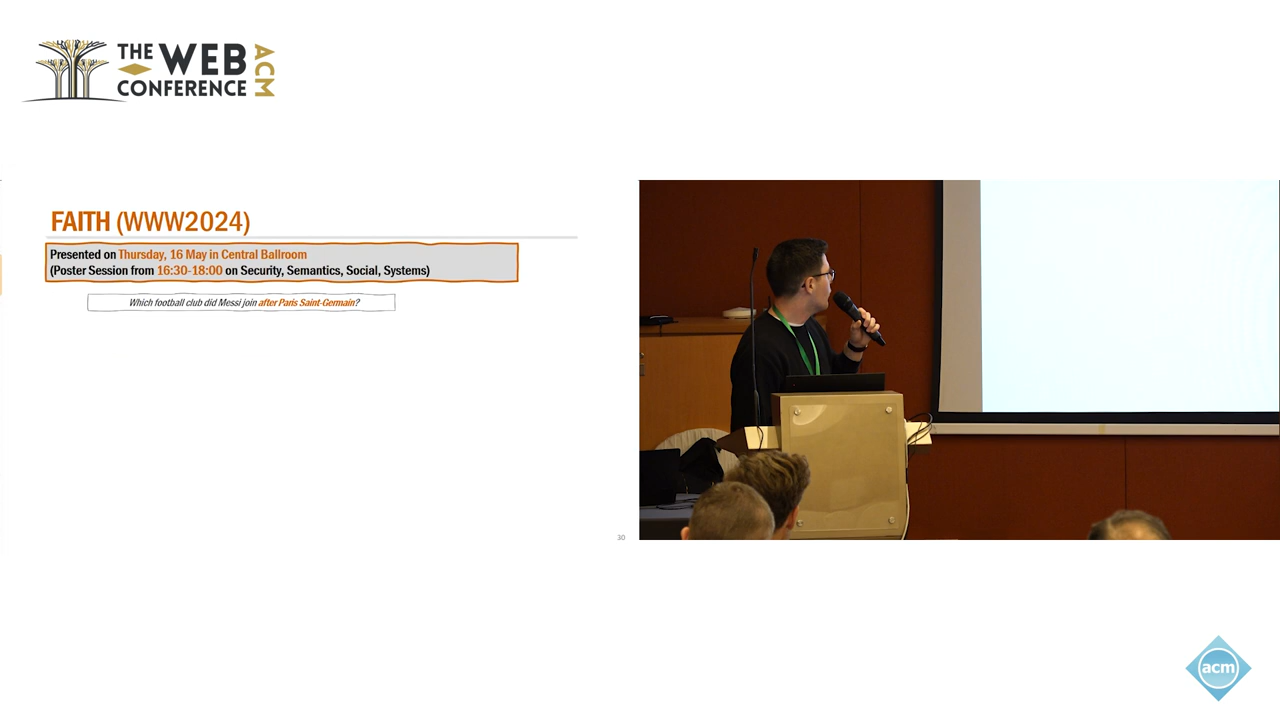 THE WEB
CONFERENCE
ACM
FAITH (WWW2024)
Presented on Thursday, 16 May in Central Ballroom
(Poster Session from 16:30-18:00 on Security, Semantics, Social, Systems)
Which football club did Messi join after Paris Saint-Germain?
30
acm